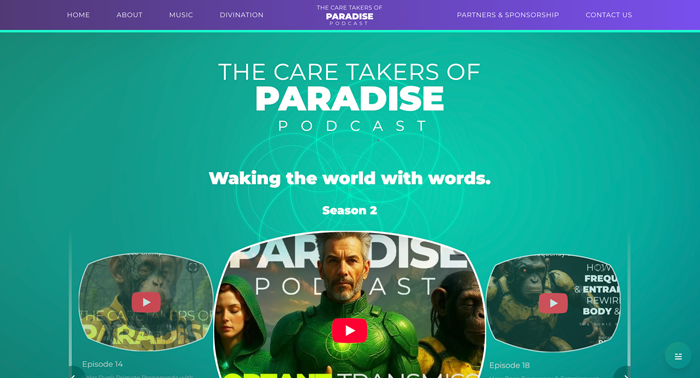 HOME ABOUT MUSIC DIVINATION
THE CARE TAKERS OF
PARADISE
PODCAST
PARTNERS & SPONSORSHIP CONTACT US
THE CARE TAKERS OF
PARADISE
PODCAST
Waking the world with words.
Season 2
THE CARE TAKERS OF
PARADISE
Episode 14
PARADISE
PODCAST
HOW
FREQU
& ENTRAI
REWIRI
BODY &
Episode 18